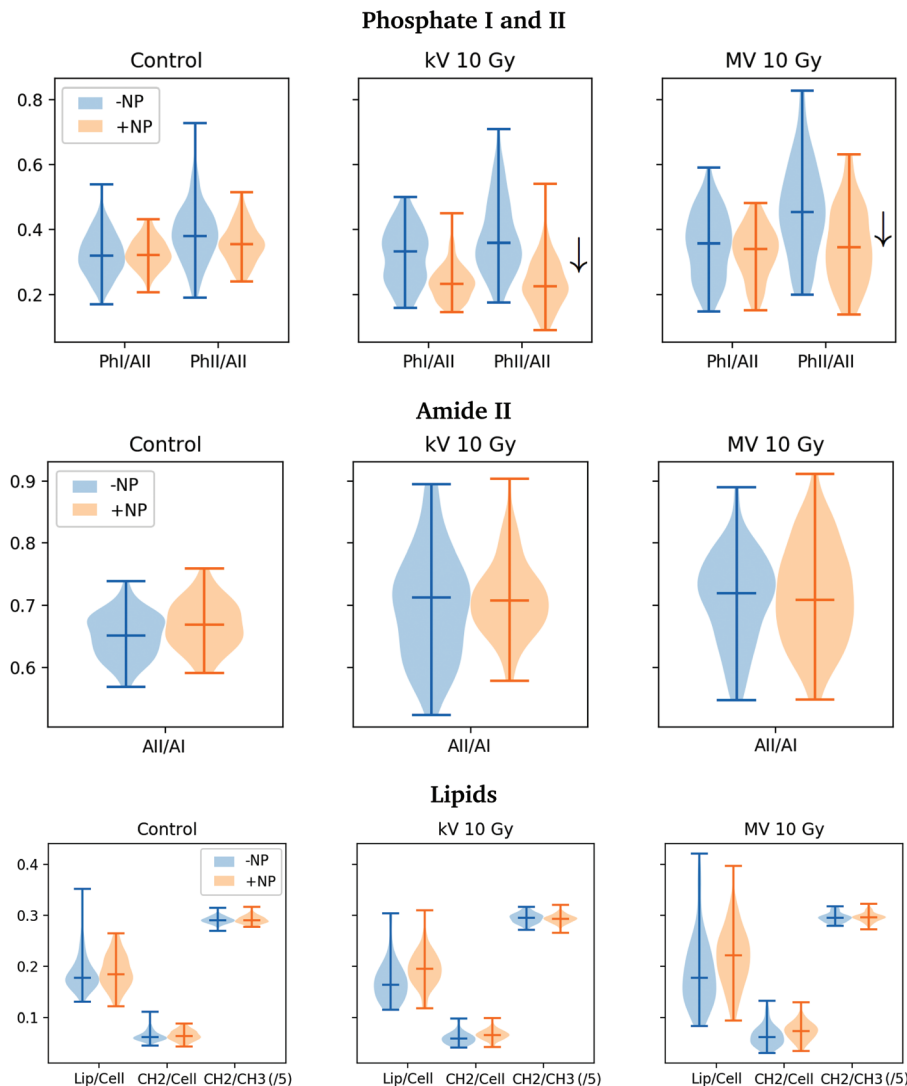 Phosphate I and II
Control
kV 10 Gy
MV 10 Gy
-NP
+NP
0.8
0.6
0.4
0.2
PhI/AII
PhII/AII
PhI/AII
PhII/AII
PhI/AII
PhII/AII
Amide II
Control
kV 10 Gy
MV 10 Gy
-NP
+NP
0.9
0.8
0.7
0.6
AII/AI
AII/AI
AII/AI
Lipids
Control
kV 10 Gy
MV 10 Gy
-NP
+NP
0.4
0.3
0.2
0.1
Lip/Cell
CH2/Cell
CH2/CH3 (/5)
Lip/Cell
CH2/Cell
CH2/CH3 (/5)
Lip/Cell
CH2/Cell
CH2/CH3 (/5)